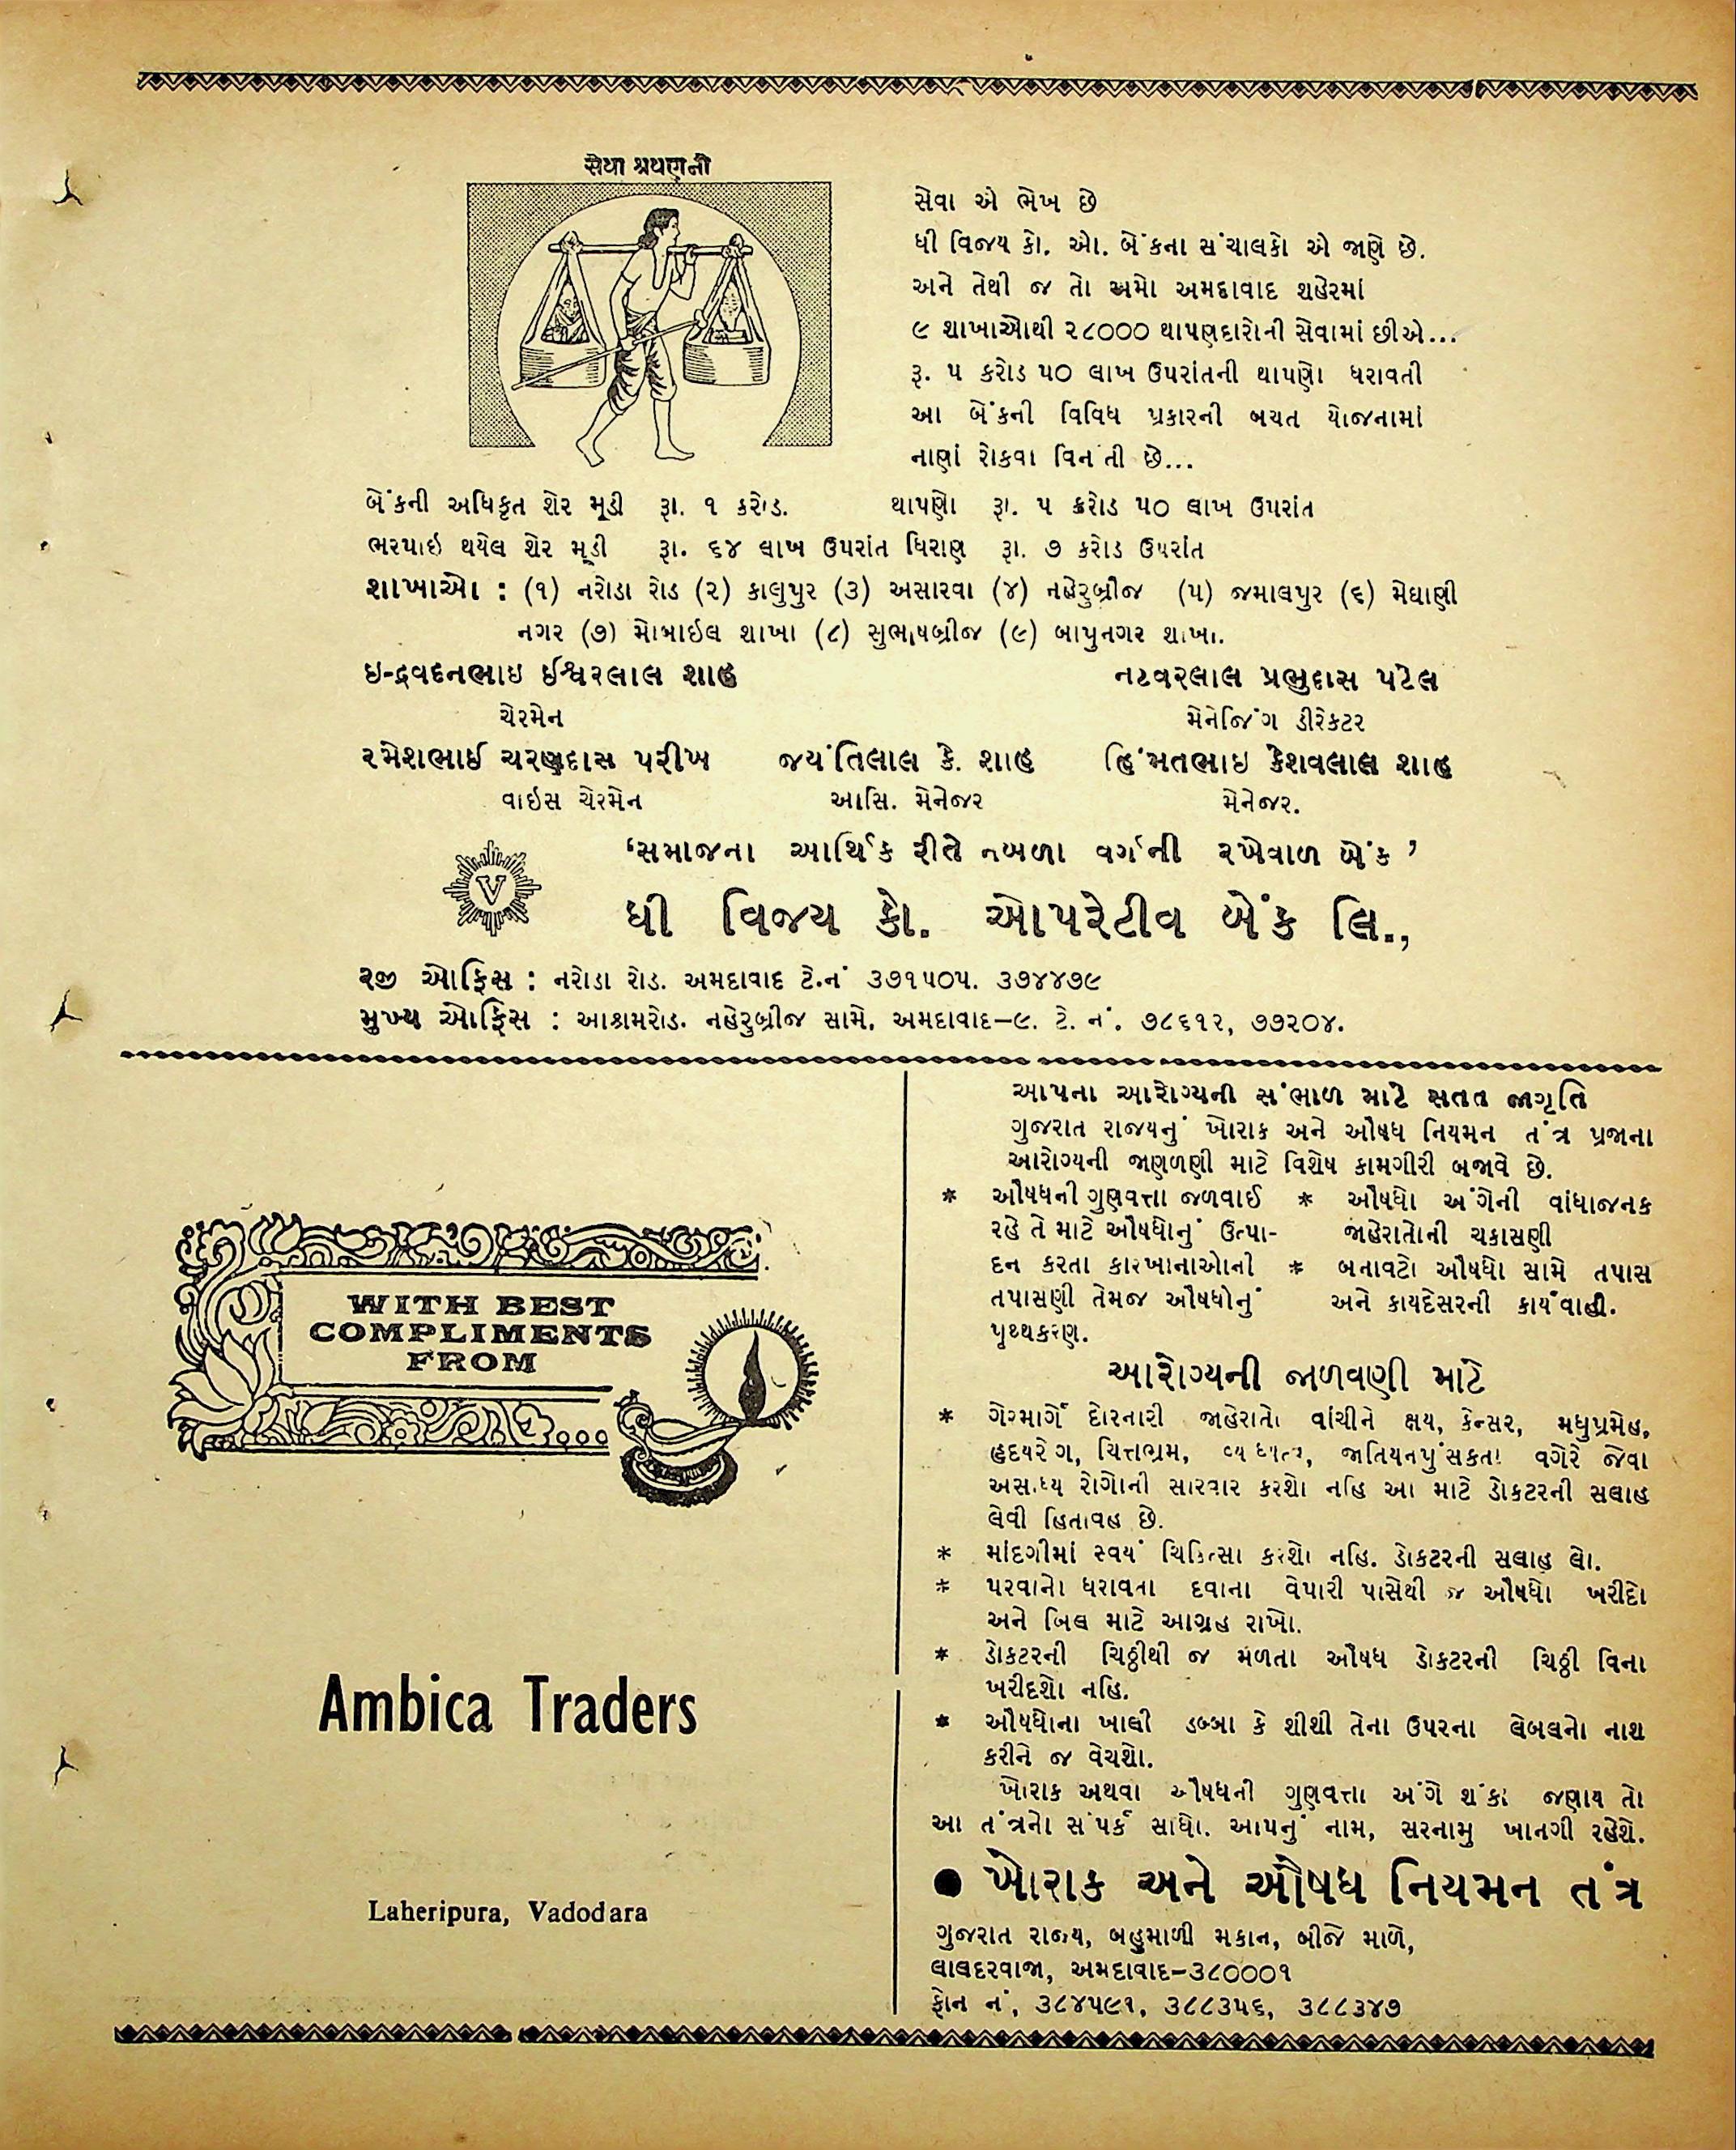 સેવા શ્રવણની
સેવા એ ભેખ છે
ધી વિજય કો. ઓ. બેંકના સંચાલકો એ જાણે છે.
અને તેથી જ તો અમો અમદાવાદ શહેરમાં
૯ શાખાઓથી ૨૮૦૦૦ થાપણદારોની સેવામાં છીએ...
રૂ. ૫ કરોડ ૫૦ લાખ ઉપરાંતની થાપણો ધરાવતી
આ બેંકની વિવિધ પ્રકારની બચત યોજનામાં
નાણાં રોકવા વિનંતી છે...
બેંકની અધિકૃત શેર મૂડી રૂા. ૧ કરોડ. થાપણો રૂા. ૫ કરોડ ૫૦ લાખ ઉપરાંત
ભરપાઇ થયેલ શેર મૂડી રૂા. ૬૪ લાખ ઉપરાંત ધિરાણ રૂા. ૭ કરોડ ઉપરાંત
શાખાઓ : (૧) નરોડા રોડ (૨) કાલુપુર (૩) અસારવા (૪) નહેરુબ્રીજ (૫) જમાલપુર (૬) મેઘાણી
નગર (૭) મોબાઇલ શાખા (૮) સુભાષબ્રીજ (૯) બાપુનગર શાખા.
ઇન્દ્રવદનભાઇ ઈશ્વરલાલ શાહ નટવરલાલ પ્રભુદાસ પટેલ
ચેરમેન મેનેજિંગ ડીરેકટર
રમેશભાઈ ચરણદાસ પરીખ જયંતિલાલ કે. શાહ હિંમતભાઇ કેશવલાલ શાહ
વાઇસ ચેરમેન આસિ. મેનેજર મેનેજર.
‘સમાજના આર્થિક રીતે નબળા વર્ગની રખેવાળ બેંક’
V
ધી વિજય કો. ઓપરેટીવ બેંક લિ.,
રજી ઓફિસ : નરોડા રોડ. અમદાવાદ ટે.નં ૩૭૧૫૦૫. ૩૭૪૪૭૯
મુખ્ય ઓફિસ : આશ્રમરોડ. નહેરુબ્રીજ સામે. અમદાવાદ–૯. ટે. નં. ૭૮૬૧૨, ૭૭૨૦૪.
WITH BEST
COMPLIMENTS
FROM
Ambica Traders
Laheripura, Vadodara
આપના આરોગ્યની સંભાળ માટે સતત જાગૃતિ
ગુજરાત રાજયનું ખોરાક અને ઔષધ નિયમન તંત્ર પ્રજાના
આરોગ્યની જાણળણી માટે વિશેષ કામગીરી બજાવે છે.
* ઔષધની ગુણવત્તા જળવાઈ
રહે તે માટે ઔષધોનું ઉત્પા-
દન કરતા કારખાનાઓની
તપાસણી તેમજ ઔષધોનું
પૃથ્થકરણ.
* ઔષધો અંગેની વાંધાજનક
જાહેરાતોની ચકાસણી
* બનાવટો ઔષધો સામે તપાસ
અને કાયદેસરની કાર્યવાહી.
આરોગ્યની જાળવણી માટે
* ગેરમાર્ગે દોરનારી જાહેરાતો વાંચીને ક્ષય, કેન્સર, મધુપ્રમેહ,
હૃદયરોગ, ચિત્તભ્રમ, જાતિયનપુંસકતા વગેરે જેવા
અસાધ્ય રોગોની સારવાર કરશો નહિ આ માટે ડોકટરની સલાહ
લેવી હિતાવહ છે.
* માંદગીમાં સ્વયં ચિકિત્સા કરશો નહિ. ડોકટરની સલાહ લો.
* પરવાનો ધરાવતા દવાના વેપારી પાસેથી જ ઔષધો ખરીદો
અને બિલ માટે આગ્રહ રાખો.
* ડોકટરની ચિઠ્ઠીથી જ મળતા ઔષધ ડોકટરની ચિઠ્ઠી વિના
ખરીદશો નહિ.
* ઔષધોના ખાલી ડબ્બા કે શીશી તેના ઉપરના લેબલનો નાશ
કરીને જ વેચશો.
ખોરાક અથવા ઔષધની ગુણવત્તા અંગે શંકા જણાય તો
આ તંત્રનો સંપર્ક સાધો. આપનું નામ, સરનામુ ખાનગી રહેશે.
● ખોરાક અને ઔષધ નિયમન તંત્ર
ગુજરાત રાજ્ય, બહુમાળી મકાન, બીજે માળે,
લાલદરવાજા, અમદાવાદ–૩૮૦૦૦૧
ફોન નં, ૩૮૪૫૯૧, ૩૮૮૩૫૬, ૩૮૮૩૪૭